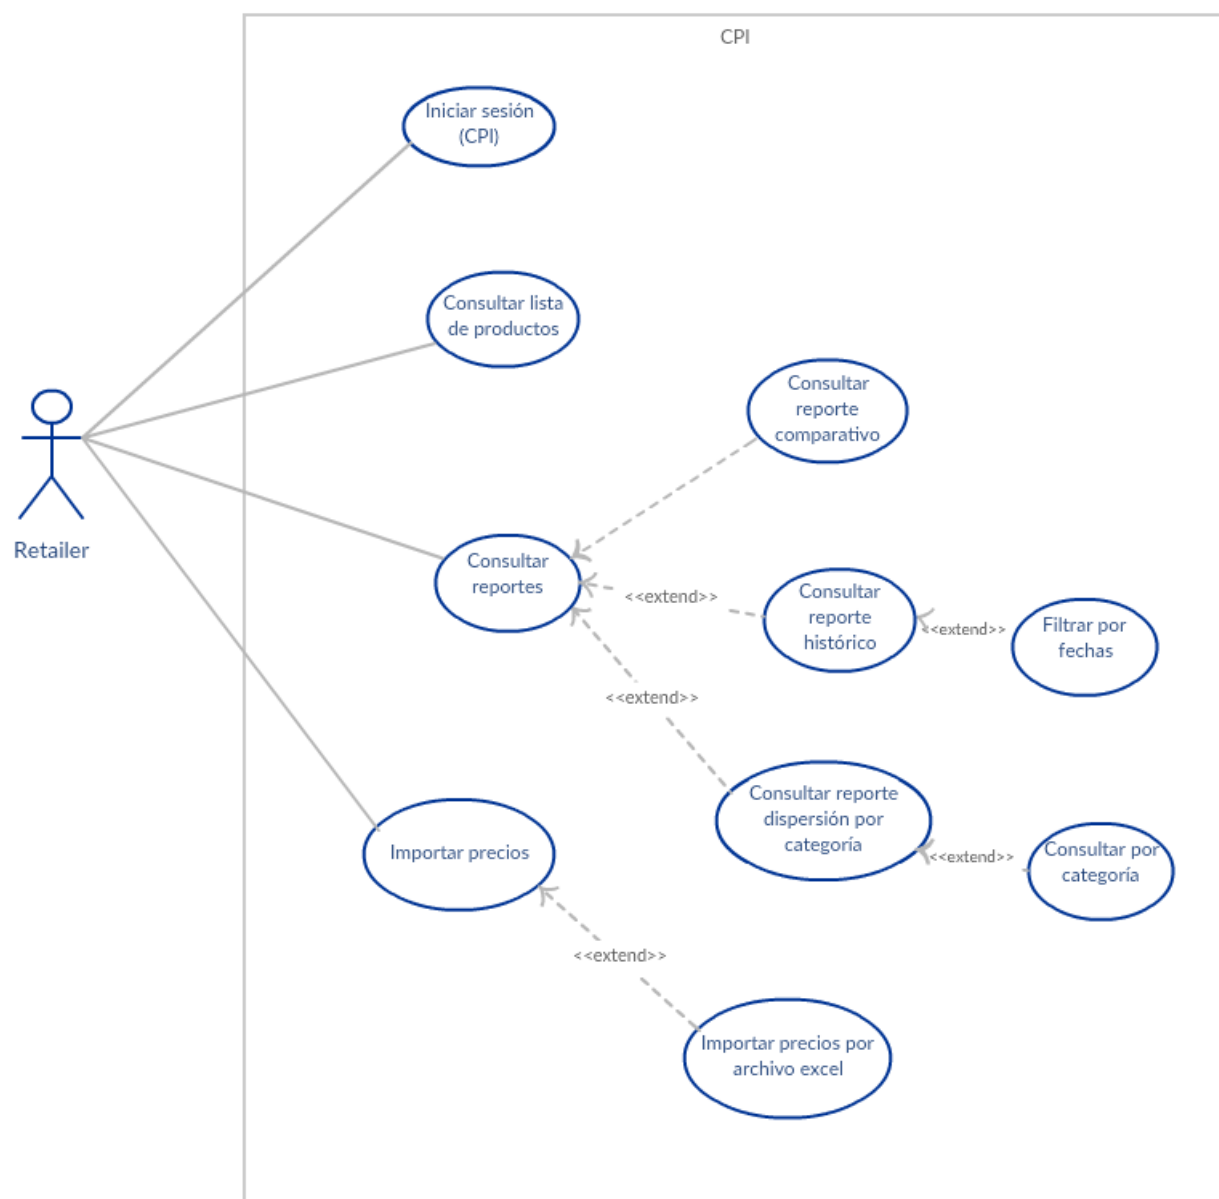 CPI
Iniciar sesión
(CPI)
Consultar lista
de productos
Consultar
reporte
comparativo
Retailer
Consultar
reportes
<<extend>>
Consultar
reporte
histórico
<<extend>>
Filtrar por
fechas
<<extend>>
Consultar reporte
dispersión por
categoría
<<extend>>
Consultar por
categoría
Importar precios
<<extend>>
Importar precios por
archivo excel